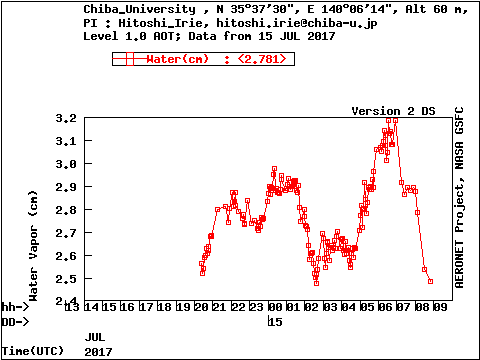 Chiba_University , N 35°37'30", E 140°06'14", Alt 60 m,
PI : Hitoshi_Irie, hitoshi.irie@chiba-u.jp
Level 1.0 AOT; Data from 15 JUL 2017
Water(cm) : <2.781>
Version 2 DS
3.2
3.1
3.0
2.9
2.8
2.7
2.6
2.5
2.4
Water Vapor (cm)
AERONET Project, NASA GSFC
hh-> 13 14 15 16 17 18 19 20 21 22 23 00 01 02 03 04 05 06 07 08 09
DD-> 15
JUL
Time(UTC) 2017